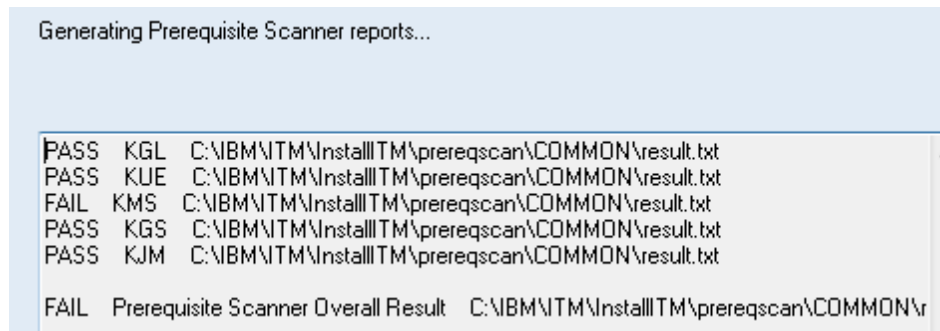 Generating Prerequisite Scanner reports...
PASS KGL C:\IBM\ITM\InstallITM\prereqscan\COMMON\result.txt
PASS KUE C:\IBM\ITM\InstallITM\prereqscan\COMMON\result.txt
FAIL KMS C:\IBM\ITM\InstallITM\prereqscan\COMMON\result.txt
PASS KGS C:\IBM\ITM\InstallITM\prereqscan\COMMON\result.txt
PASS KJM C:\IBM\ITM\InstallITM\prereqscan\COMMON\result.txt
FAIL Prerequisite Scanner Overall Result C:\IBM\ITM\InstallITM\prereqscan\COMMON\r